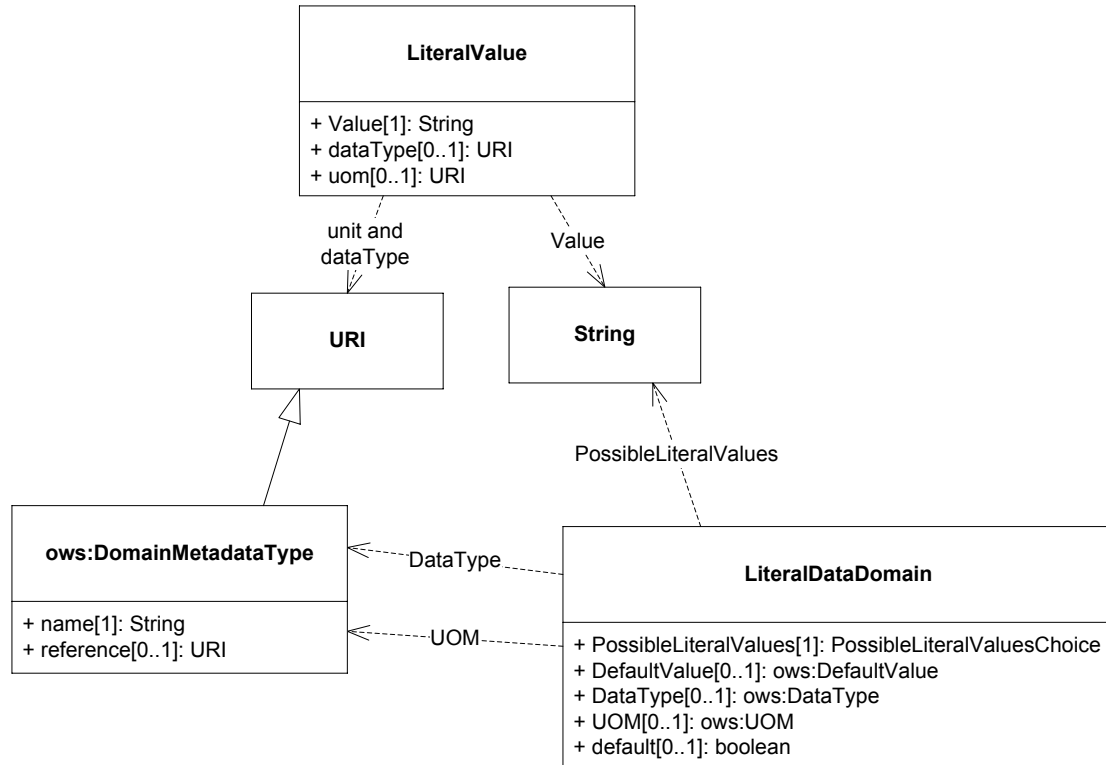 LiteralValue
+ Value[1]: String
+ dataType[0..1]: URI
+ uom[0..1]: URI
unit and
dataType
Value
URI
String
PossibleLiteralValues
ows:DomainMetadataType
+ name[1]: String
+ reference[0..1]: URI
DataType
UOM
LiteralDataDomain
+ PossibleLiteralValues[1]: PossibleLiteralValuesChoice
+ DefaultValue[0..1]: ows:DefaultValue
+ DataType[0..1]: ows:DataType
+ UOM[0..1]: ows:UOM
+ default[0..1]: boolean